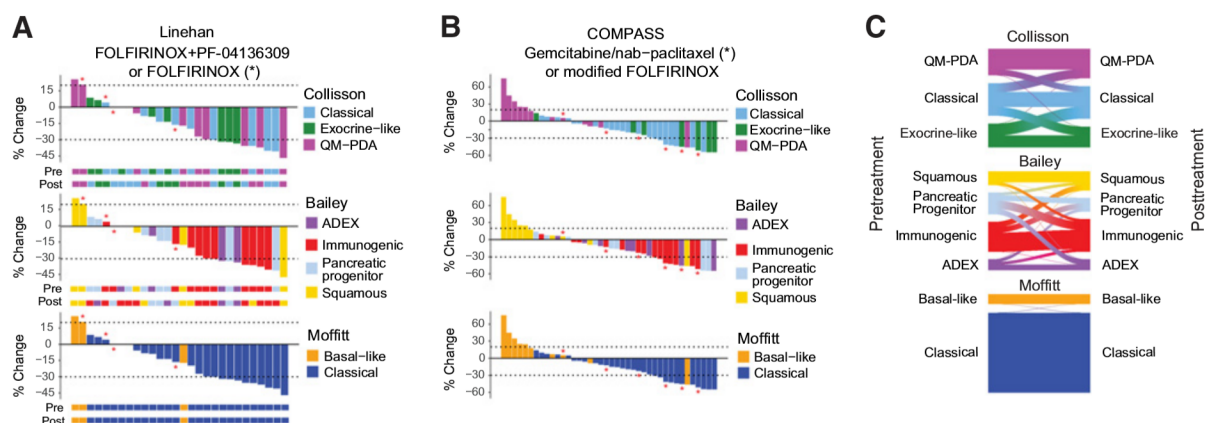 A
Linehan
FOLFIRINOX+PF-04136309
or FOLFIRINOX (*)
% Change
15
0
−15
−30
−45
*
*
*
*
Collisson
Classical
Exocrine−like
QM−PDA
Pre
Post
% Change
15
0
−15
−30
−45
*
*
*
*
Bailey
ADEX
Immunogenic
Pancreatic
progenitor
Squamous
Pre
Post
% Change
15
0
−15
−30
−45
*
*
*
*
Moffitt
Basal−like
Classical
Pre
Post
B
COMPASS
Gemcitabine/nab−paclitaxel (*)
or modified FOLFIRINOX
% Change
60
30
0
−30
−60
*
*
*
*
*
*
Collisson
Classical
Exocrine−like
QM−PDA
% Change
60
30
0
−30
−60
*
*
*
*
*
*
Bailey
ADEX
Immunogenic
Pancreatic
progenitor
Squamous
% Change
60
30
0
−30
−60
*
*
*
*
*
*
Moffitt
Basal−like
Classical
C
Pretreatment
Posttreatment
Collisson
QM-PDA
QM-PDA
Classical
Classical
Exocrine−like
Exocrine−like
Bailey
Squamous
Squamous
Pancreatic
Progenitor
Pancreatic
Progenitor
Immunogenic
Immunogenic
ADEX
ADEX
Moffitt
Basal−like
Basal−like
Classical
Classical